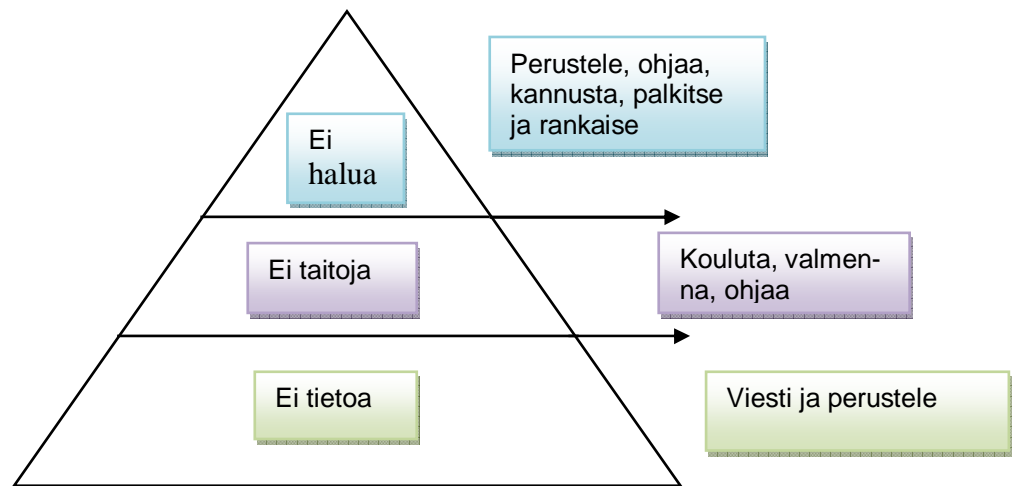 Perustele, ohjaa,
kannusta, palkitse
ja rankaise
Ei
halua
Ei taitoja
Kouluta, valmen-
na, ohjaa
Ei tietoa
Viesti ja perustele